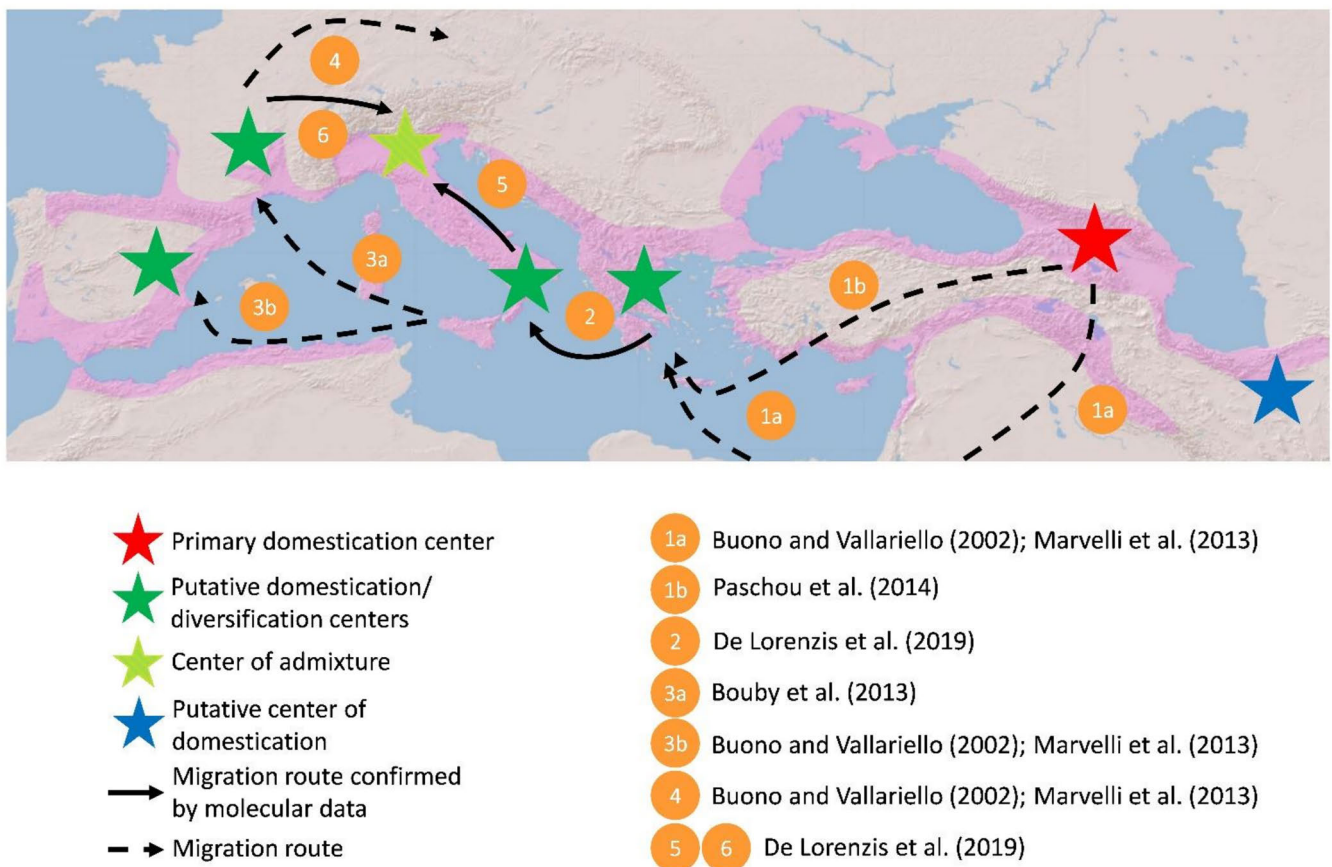 4
6
5
3a
3b
2
1b
1a
1a
Primary domestication center
Putative domestication/
diversification centers
Center of admixture
Putative center of
domestication
Migration route confirmed
by molecular data
Migration route
1a Buono and Vallariello (2002); Marvelli et al. (2013)
1b Paschou et al. (2014)
2 De Lorenzis et al. (2019)
3a Bouby et al. (2013)
3b Buono and Vallariello (2002); Marvelli et al. (2013)
4 Buono and Vallariello (2002); Marvelli et al. (2013)
5 6 De Lorenzis et al. (2019)